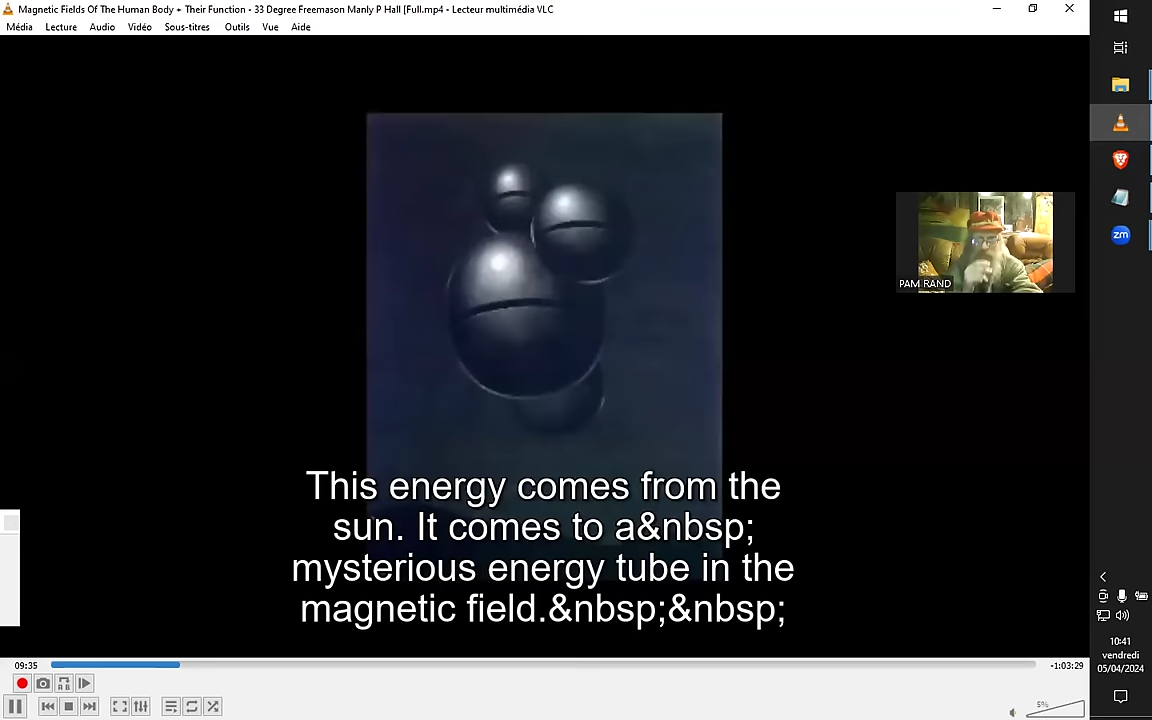 Magnetic Fields Of The Human Body + Their Function - 33 Degree Freemason Manly P Hall [Full.mp4 - Lecteur multimédia VLC
Média Lecture Audio Vidéo Sous-titres Outils Vue Aide
PAM RAND
zm
This energy comes from the
sun. It comes to a&nbsp;
mysterious energy tube in the
magnetic field.&nbsp;&nbsp;
09:35
-1:03:29
5%
10:41
vendredi
05/04/2024